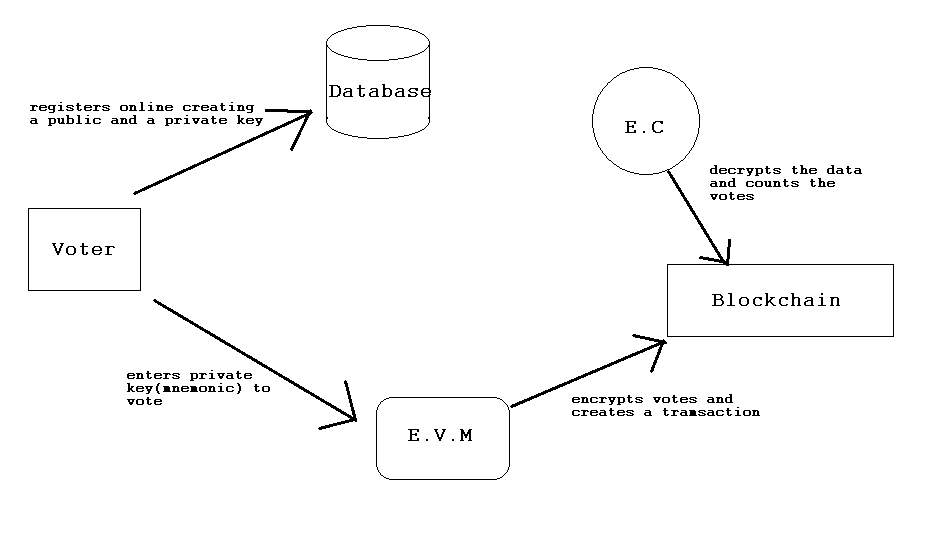 Database
registers online creating
a public and a private key
E.C
decrypts the data
and counts the
votes
Voter
Blockchain
enters private
key(mnemonic) to
vote
encrypts votes and
creates a transaction
E.V.M